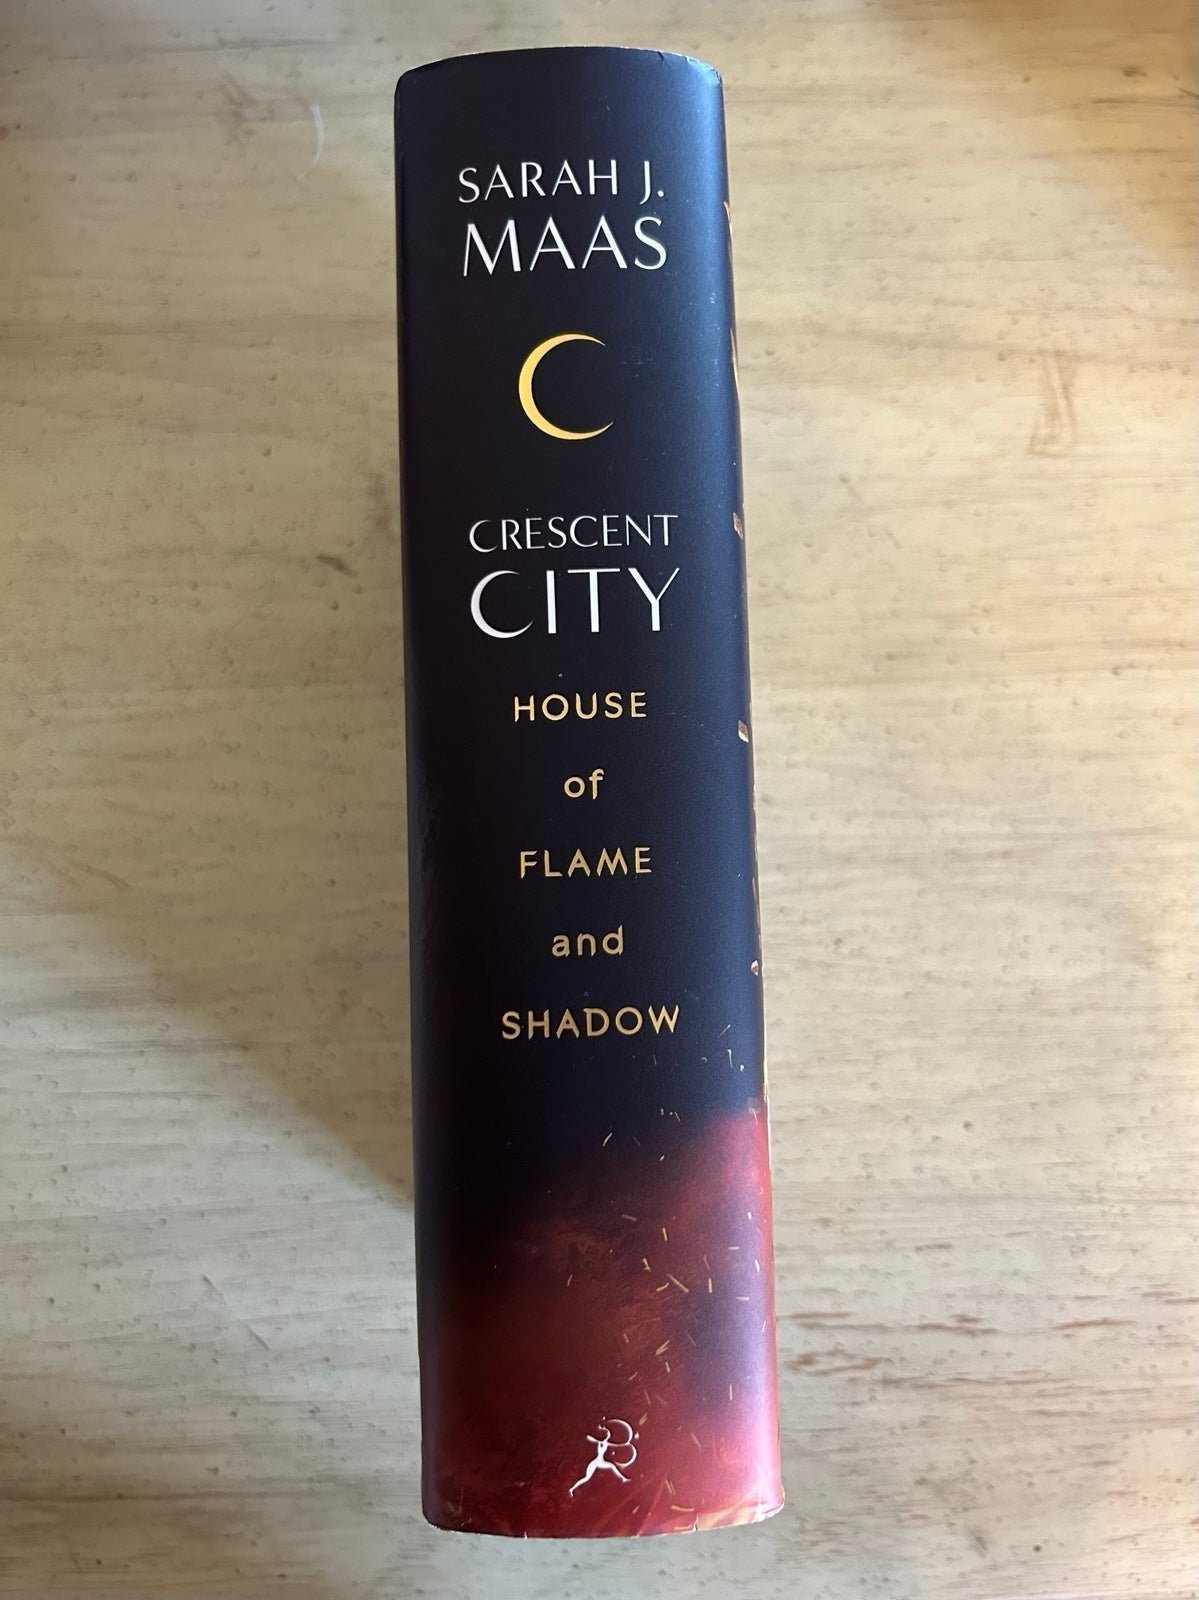 SARAH J.
MAAS
CRESCENT
CITY
HOUSE
of
FLAME
and
SHADOW